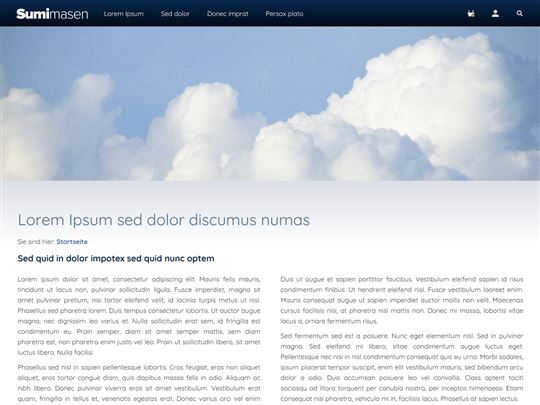 Sumimasen Lorem Ipsum Sed dolor Donec imprat Persox plato
Lorem Ipsum sed dolor discumus numas
Sie sind hier: Startseite
Sed quid in dolor impotex sed quid nunc optem
Lorem ipsum dolor sit amet, consectetur adipiscing elit. Mauris felis mauris,
tincidunt ut lacus non, pulvinar sollicitudin ligula. Fusce imperdiet, magna sit
amet pulvinar pretium, nisi tortor eleifend velit, id lacinia turpis metus ut nisl.
Phasellus sed pharetra lorem. Duis tempus consectetur lobortis. Ut auctor augue
magna, nec dignissim leo varius et. Nulla sollicitudin erat sem, id fringilla est
condimentum eu. Proin semper, diam sit amet semper mattis, sem diam
pharetra est, non pharetra enim justo vel leo. Proin ut sollicitudin libero, sit amet
luctus libero. Nulla facilisi.
Phasellus sed nisl in sapien pellentesque lobortis. Cras feugiat, eros non aliquet
aliquet, eros tortor congue diam, quis dapibus massa felis in odio. Aliquam ac
nibh libero. Donec pulvinar viverra eros sit amet vestibulum. Vestibulum erat
quam, fringilla in tellus et, venenatis egestas dolor. Donec varius orci vel enim
Duis ut augue et sapien porttitor faucibus. Vestibulum eleifend sapien id risus
condimentum finibus. Ut hendrerit eleifend nisl. Fusce vestibulum laoreet enim.
Mauris consequat augue ut sapien imperdiet auctor mollis non velit. Maecenas
cursus facilisis nisi, at pharetra nisi mattis non. Donec mi massa, lobortis vitae
lacus a, ornare fermentum risus.
Sed fermentum sed est a posuere. Nunc eget elementum nisl. Sed in pulvinar
magna. Sed eleifend mi libero, vitae condimentum augue luctus eget.
Pellentesque nec nisi in nisl condimentum consequat quis eu urna. Morbi sodales,
ipsum placerat tempor suscipit, enim elit vestibulum metus, sed bibendum arcu
dolor a odio. Duis accumsan posuere leo vel convallis. Class aptent taciti
sociosqu ad litora torquent per conubia nostra, per inceptos himenaeos. Etiam
consequat nisi pharetra, vehicula mi in, facilisis lacus. Phasellus at sapien lectus.